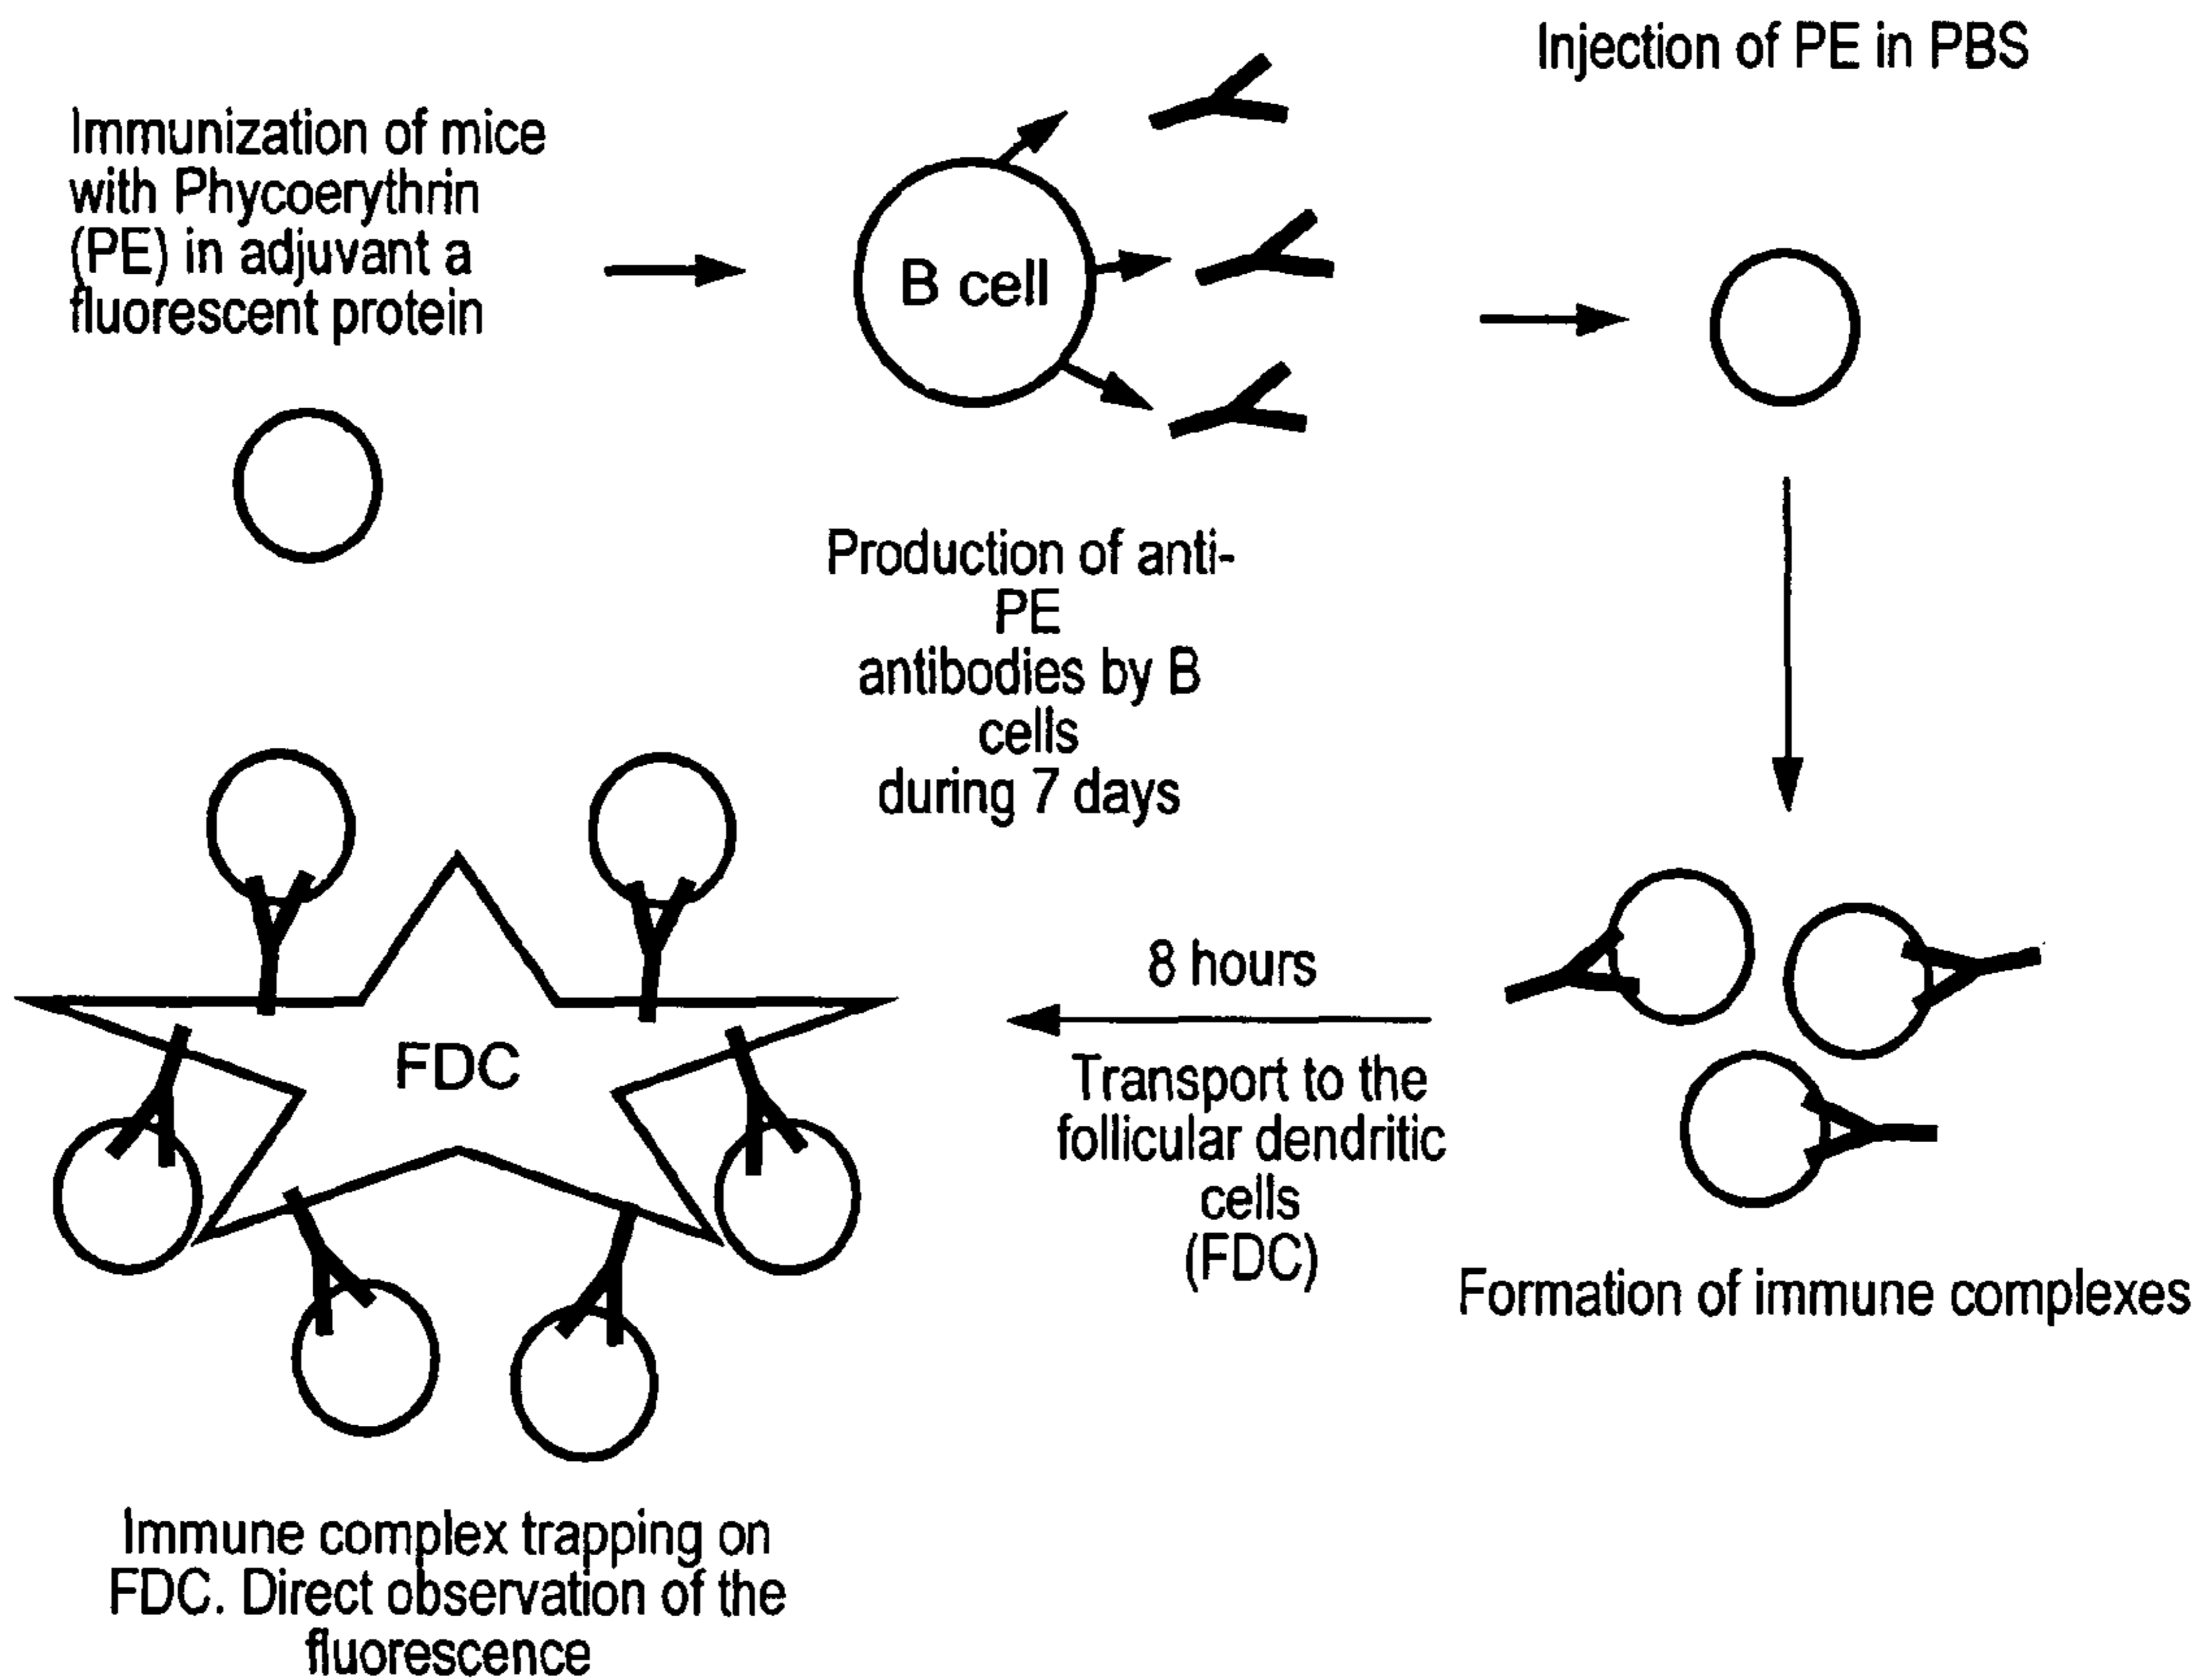 Immunization of mice
with Phycoerythrin
(PE) in adjuvant a
fluorescent protein
B cell
Production of anti-
PE
antibodies by B
cells
during 7 days
Injection of PE in PBS
Formation of immune complexes
8 hours
Transport to the
follicular dendritic
cells
(FDC)
FDC
Immune complex trapping on
FDC. Direct observation of the
fluorescence